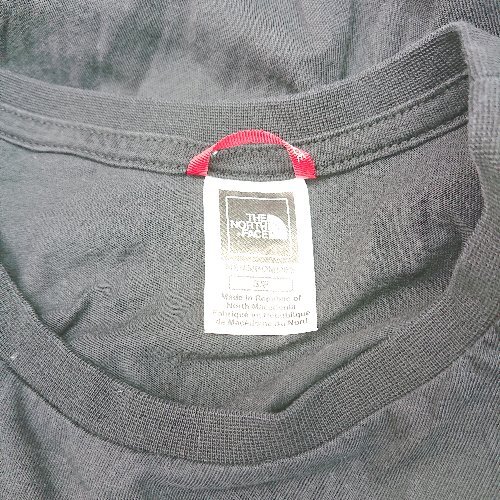 THE
NORTH
FACE
S/P
Made in Republic of
North Macedonia
Fabriqué en République
de Macédoine du Nord